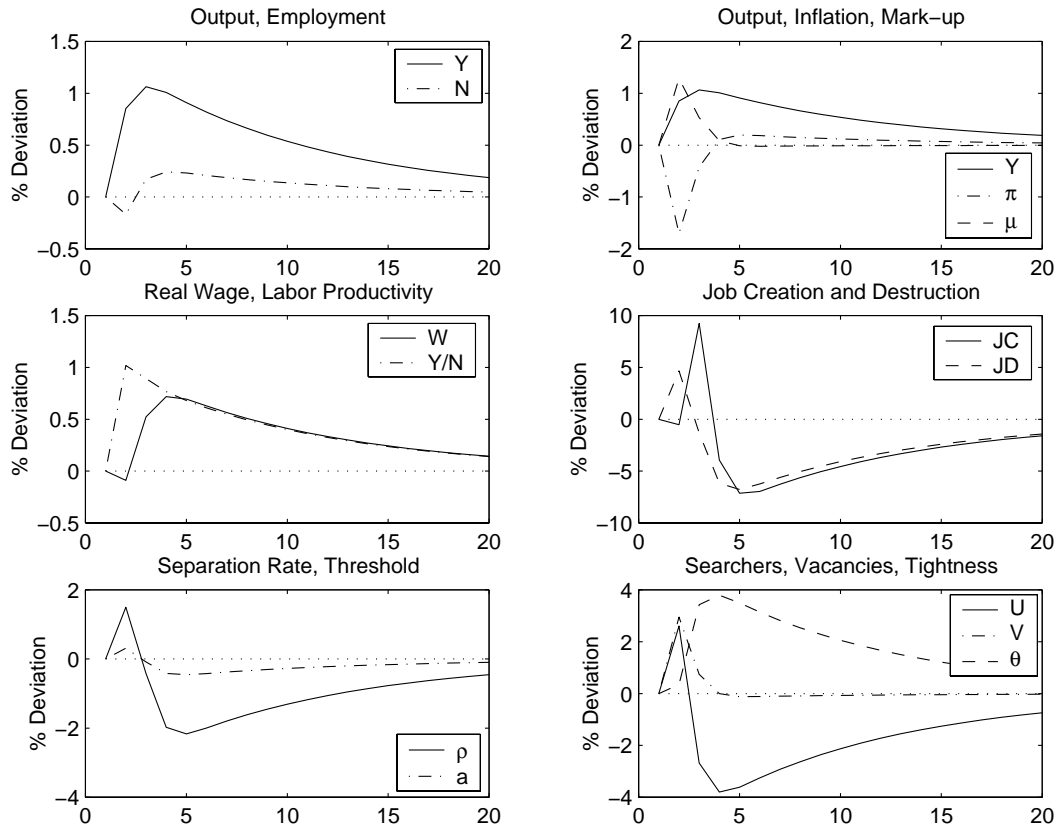 Output, Employment
% Deviation
1.5
1
0.5
0
−0.5
0 5 10 15 20
Y
N
Output, Inflation, Mark−up
% Deviation
2
1
0
−1
−2
0 5 10 15 20
Y
π
μ
Real Wage, Labor Productivity
% Deviation
1.5
1
0.5
0
−0.5
0 5 10 15 20
W
Y/N
Job Creation and Destruction
% Deviation
10
5
0
−5
−10
0 5 10 15 20
JC
JD
Separation Rate, Threshold
% Deviation
2
0
−2
−4
0 5 10 15 20
ρ
a
Searchers, Vacancies, Tightness
% Deviation
4
2
0
−2
−4
0 5 10 15 20
U
V
θ